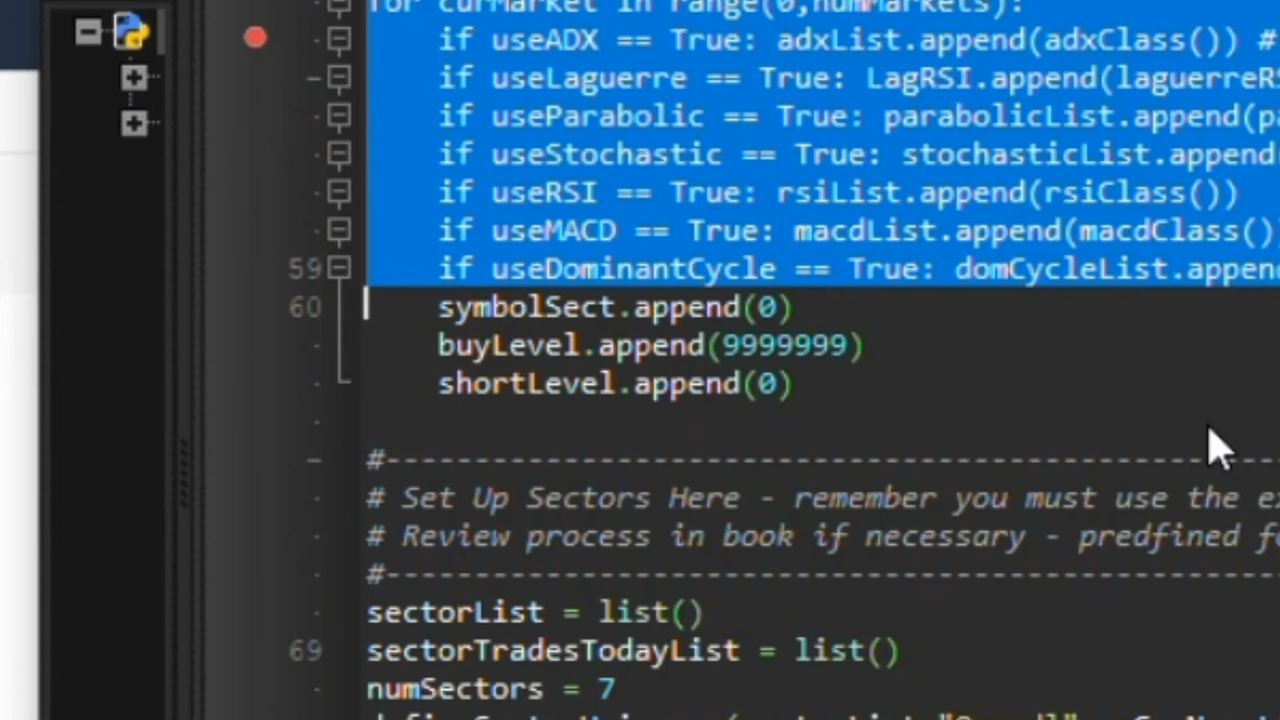 for curMarket in range(0,numMarkets):
if useADX == True: adxList.append(adxClass()) #
if useLaguerre == True: LagRSI.append(laguerreRS
if useParabolic == True: parabolicList.append(pa
if useStochastic == True: stochasticList.append(
if useRSI == True: rsiList.append(rsiClass())
if useMACD == True: macdList.append(macdClass()
59 if useDominantCycle == True: domCycleList.append
60 symbolSect.append(0)
buyLevel.append(9999999)
shortLevel.append(0)
#--------------------------------------------------
# Set Up Sectors Here - remember you must use the
# Review process in book if necessary - predfined
#--------------------------------------------------
sectorList = list()
69 sectorTradesTodayList = list()
numSectors = 7